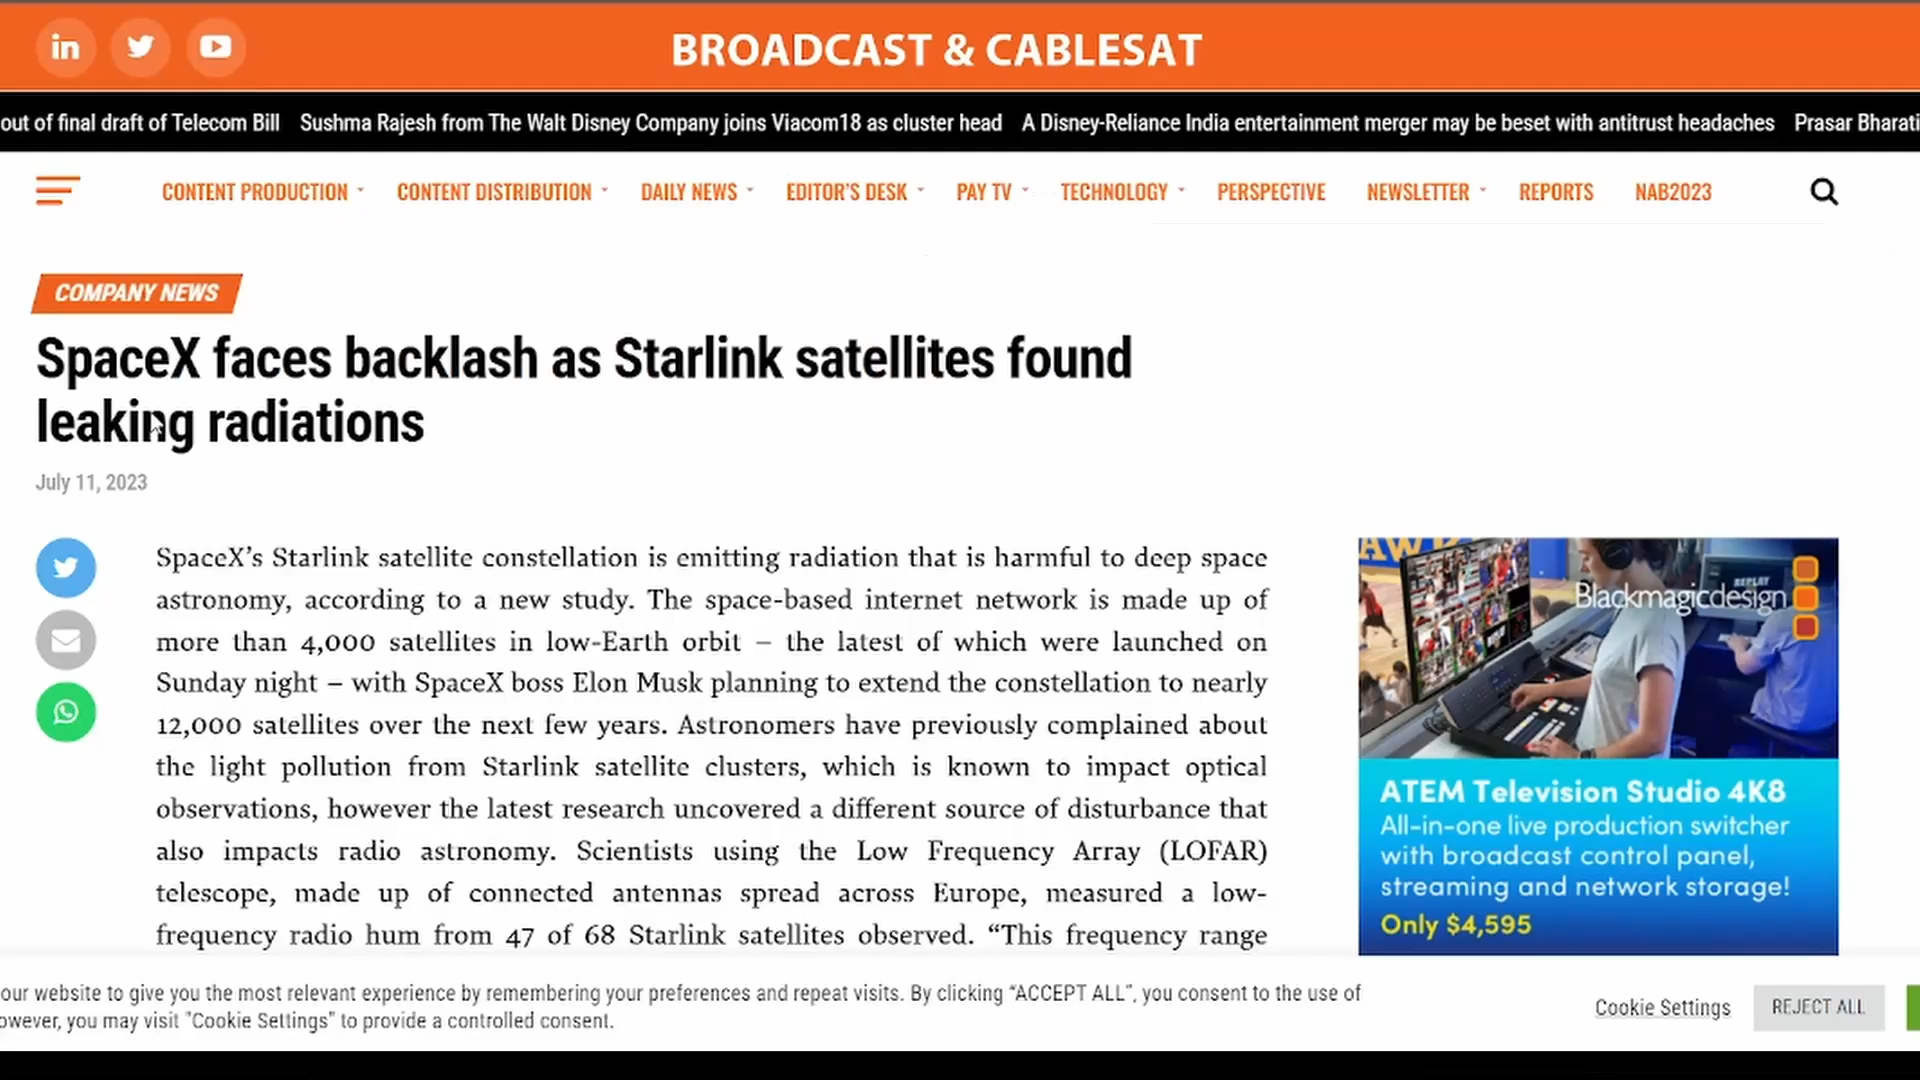 BROADCAST & CABLESAT
out of final draft of Telecom Bill Sushma Rajesh from The Walt Disney Company joins Viacom18 as cluster head A Disney-Reliance India entertainment merger may be beset with antitrust headaches Prasar Bharati
CONTENT PRODUCTION CONTENT DISTRIBUTION DAILY NEWS EDITOR'S DESK PAY TV TECHNOLOGY PERSPECTIVE NEWSLETTER REPORTS NAB2023
COMPANY NEWS
SpaceX faces backlash as Starlink satellites found
leaking radiations
July 11, 2023
SpaceX's Starlink satellite constellation is emitting radiation that is harmful to deep space
astronomy, according to a new study. The space-based internet network is made up of
more than 4,000 satellites in low-Earth orbit – the latest of which were launched on
Sunday night – with SpaceX boss Elon Musk planning to extend the constellation to nearly
12,000 satellites over the next few years. Astronomers have previously complained about
the light pollution from Starlink satellite clusters, which is known to impact optical
observations, however the latest research uncovered a different source of disturbance that
also impacts radio astronomy. Scientists using the Low Frequency Array (LOFAR)
telescope, made up of connected antennas spread across Europe, measured a low-
frequency radio hum from 47 of 68 Starlink satellites observed. “This frequency range
REPLAY
Blackmagicdesign
ATEM Television Studio 4K8
All-in-one live production switcher
with broadcast control panel,
streaming and network storage!
Only $4,595
our website to give you the most relevant experience by remembering your preferences and repeat visits. By clicking “ACCEPT ALL”, you consent to the use of
owever, you may visit "Cookie Settings" to provide a controlled consent.
Cookie Settings
REJECT ALL